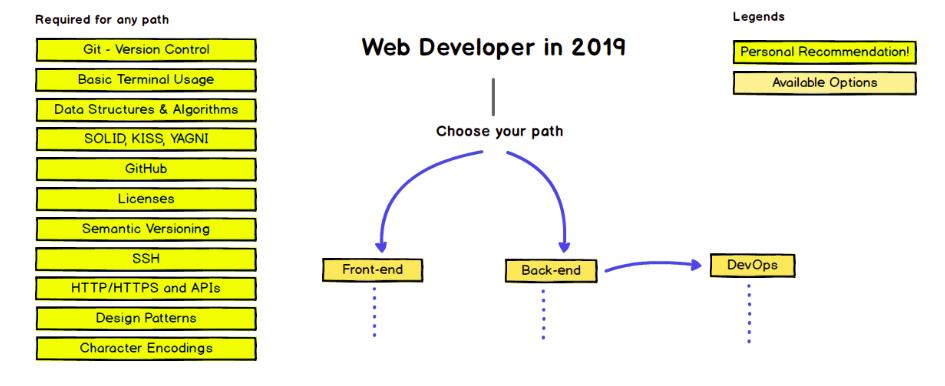 Required for any path
Git - Version Control
Basic Terminal Usage
Data Structures & Algorithms
SOLID, KISS, YAGNI
GitHub
Licenses
Semantic Versioning
SSH
HTTP/HTTPS and APIs
Design Patterns
Character Encodings
Web Developer in 2019
Choose your path
Front-end
Back-end
DevOps
Legends
Personal Recommendation!
Available Options